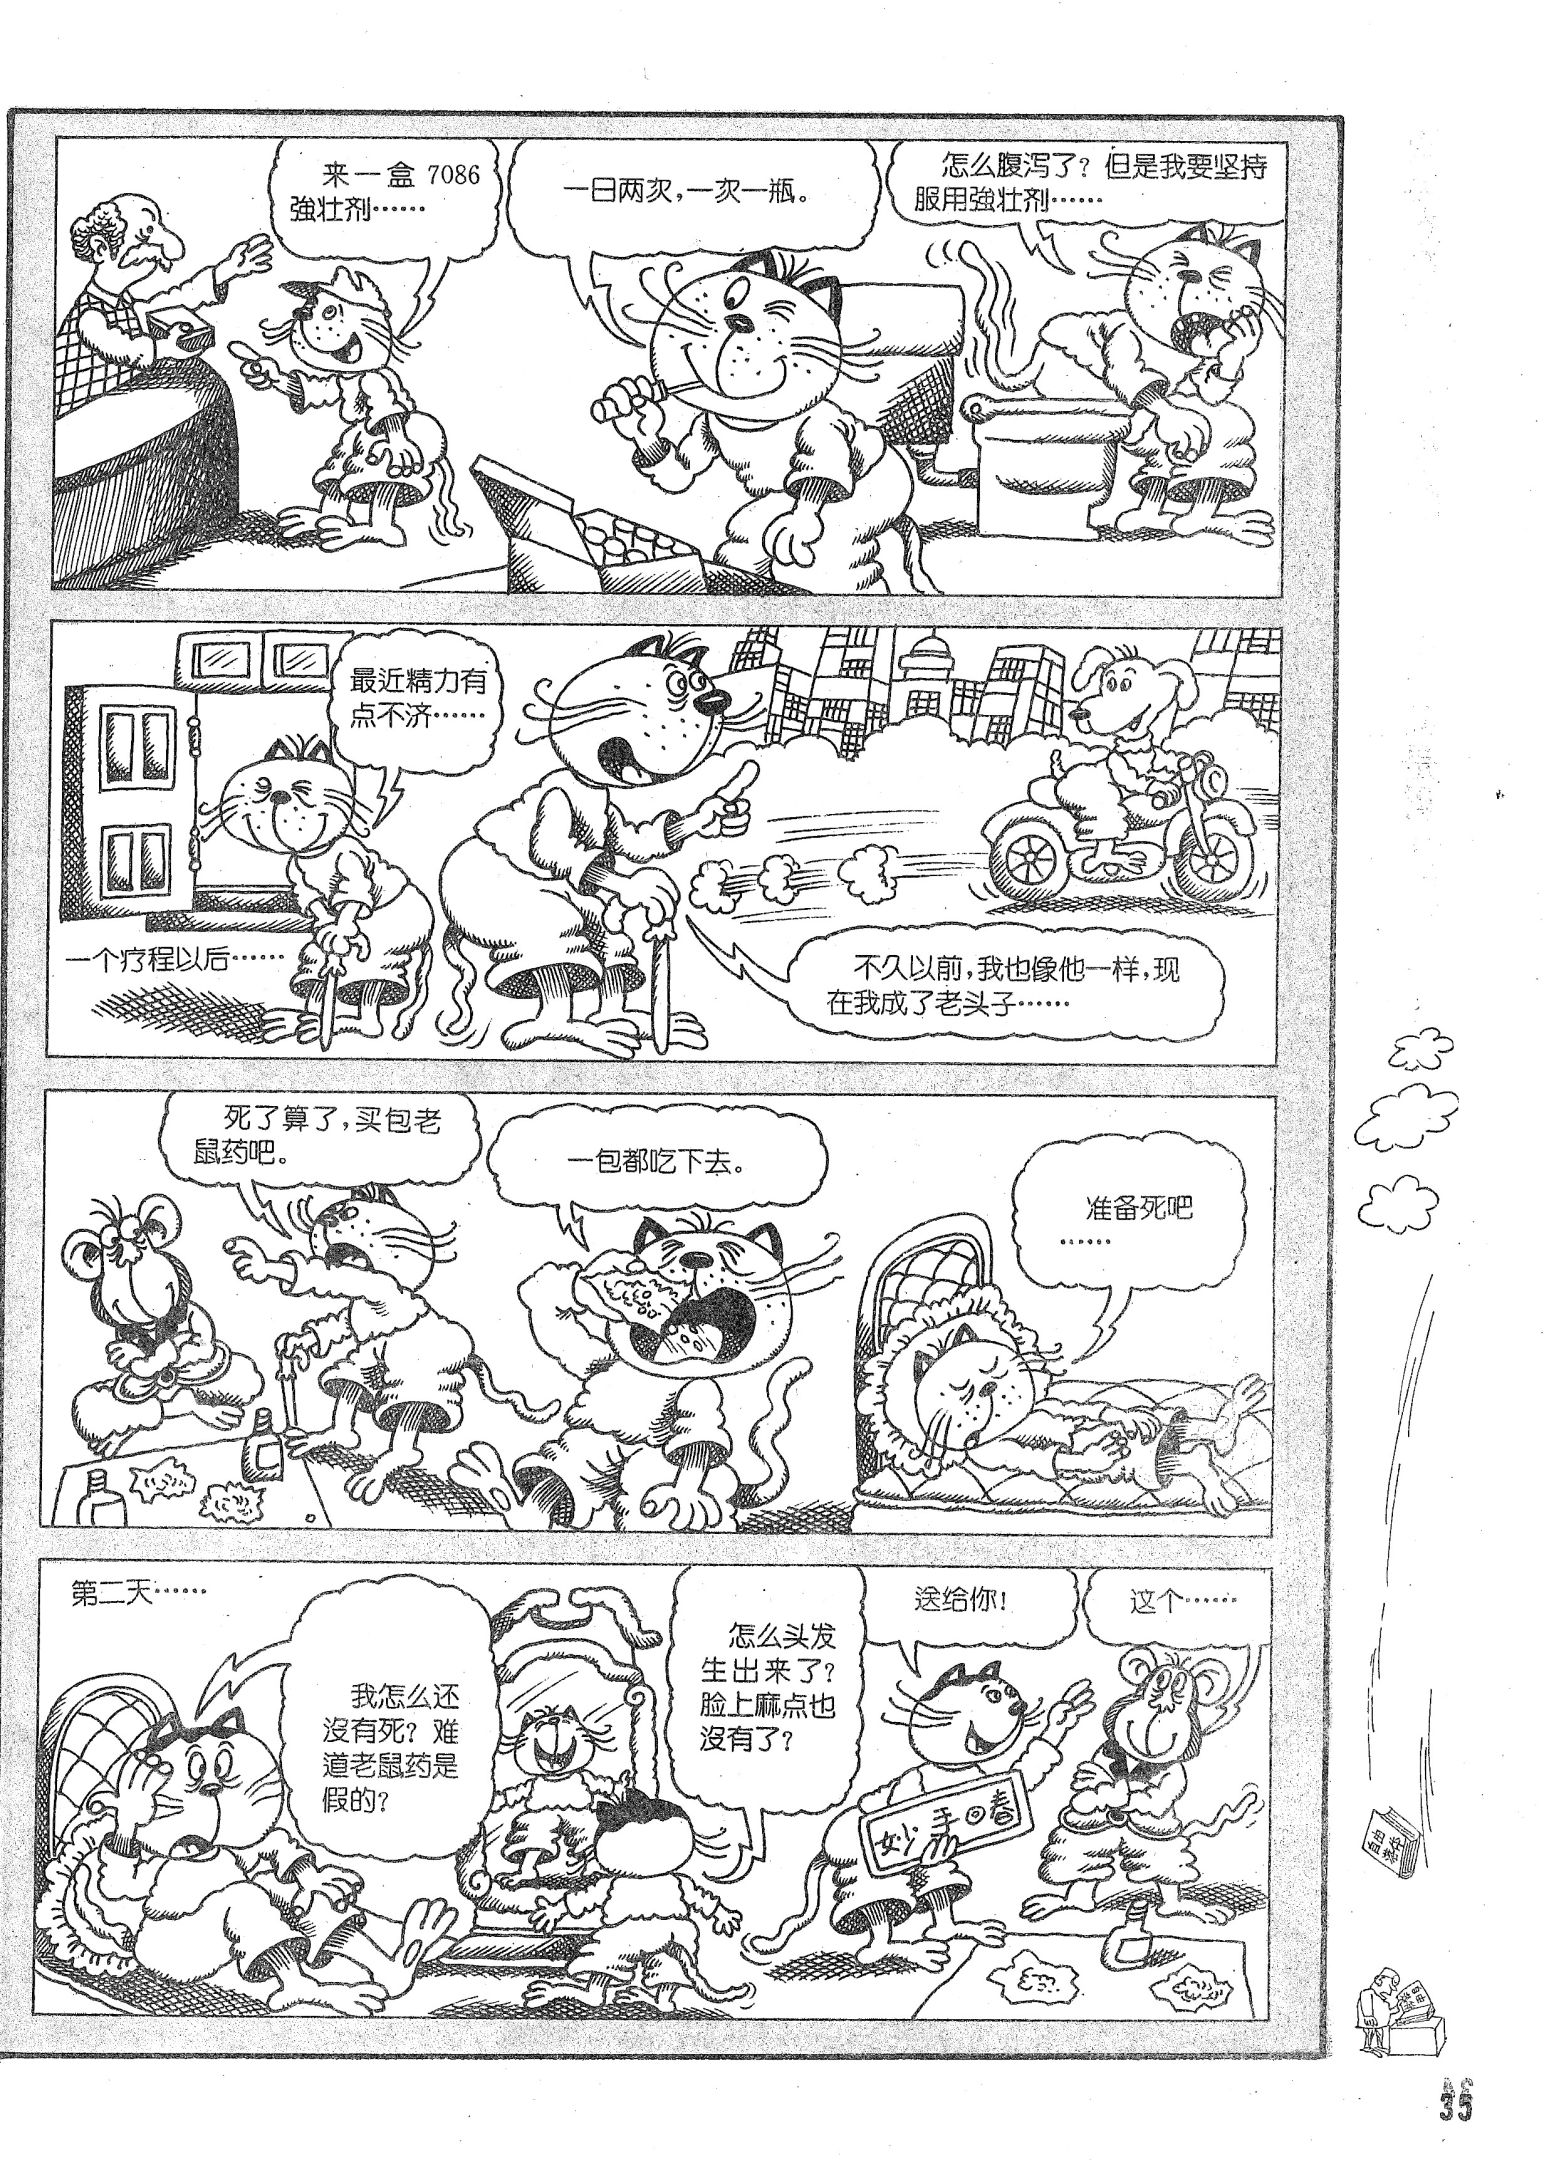 来一盒 7086
強壮剂……
一日两次，一次一瓶。
怎么腹泻了？但是我要坚持
服用強壮剂……
最近精力有
点不济……
一个疗程以后……
不久以前，我也像他一样，现
在我成了老头子……
死了算了，买包老
鼠药吧。
一包都吃下去。
准备死吧
……
第二天……
我怎么还
沒有死？难
道老鼠药是
假的？
怎么头发
生出来了？
脸上麻点也
沒有了？
送给你！
妙手回春
这个……
35